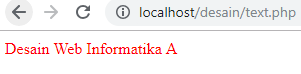 localhost/desain/text.php
Desain Web Informatika A